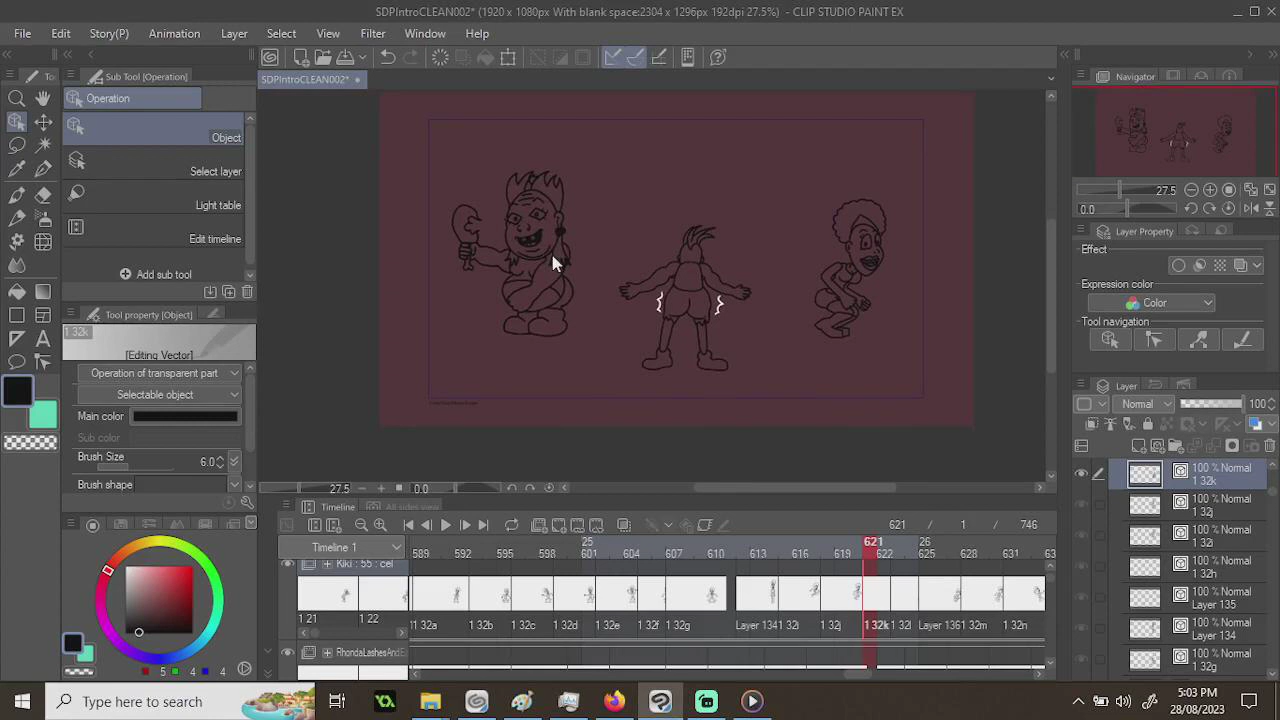 SDPIntroCLEAN002* (1920 x 1080px With blank space:2304 x 1296px 192dpi 27.5%) - CLIP STUDIO PAINT EX
File Edit Story(P) Animation Layer Select View Filter Window Help
Sub Tool [Operation]
SDPIntroCLEAN002*
Navigator
Operation
Object
Select layer
Light table
Edit timeline
Add sub tool
27.5
0.0
Layer Property
Effect
Expression color
Color
Tool navigation
Tool property [Object]
1 32k
[Editing Vector]
Operation of transparent part
Selectable object
Main color
Sub color
Brush Size 6.0
Brush shape
Layer
Normal 100
100 % Normal
1 32k
100 % Normal
1 32j
100 % Normal
1 32i
100 % Normal
1 32h
100 % Normal
Layer 135
100 % Normal
Layer 134
100 % Normal
1 32g
27.5 0.0
Timeline All sides view
621 / 1 / 746
Timeline 1
589 592 595 598 601 604 607 610 613 616 619 622 625 628 63
25 621 26
Kiki : 55 : cel
1 21 1 22 1 32a 1 32b 1 32c 1 32d 1 32e 1 32f 1 32g Layer 134 1 32j 1 32k Layer 136 1 32m 1 32n
RhondaLashesAndE
5 4 4
Type here to search
5:03 PM
28/08/2023